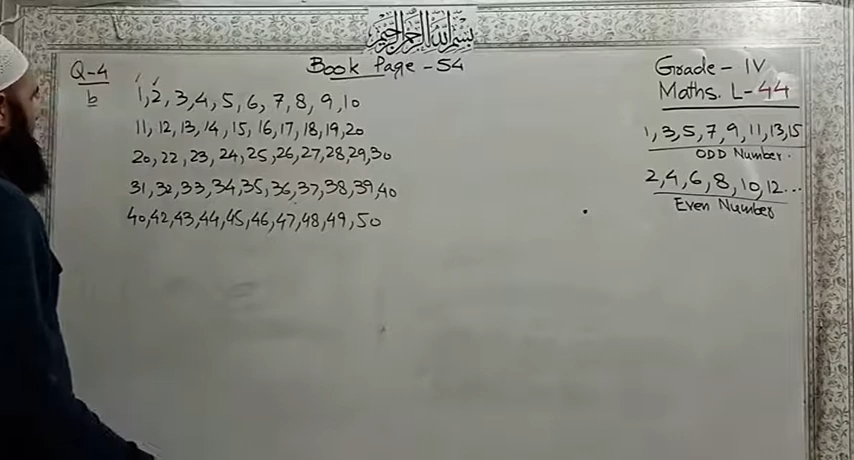 بسم الله الرحمن الرحيم
Q-4
Book Page - 54
Grade - IV
Maths. L-44
b
1,2,3,4,5,6,7,8,9,10
11,12,13,14,15,16,17,18,19,20
20,22,23,24,25,26,27,28,29,30
31,32,33,34,35,36,37,38,39,40
40,42,43,44,45,46,47,48,49,50
1,3,5,7,9,11,13,15
ODD Number.
2,4,6,8,10,12...
Even Number